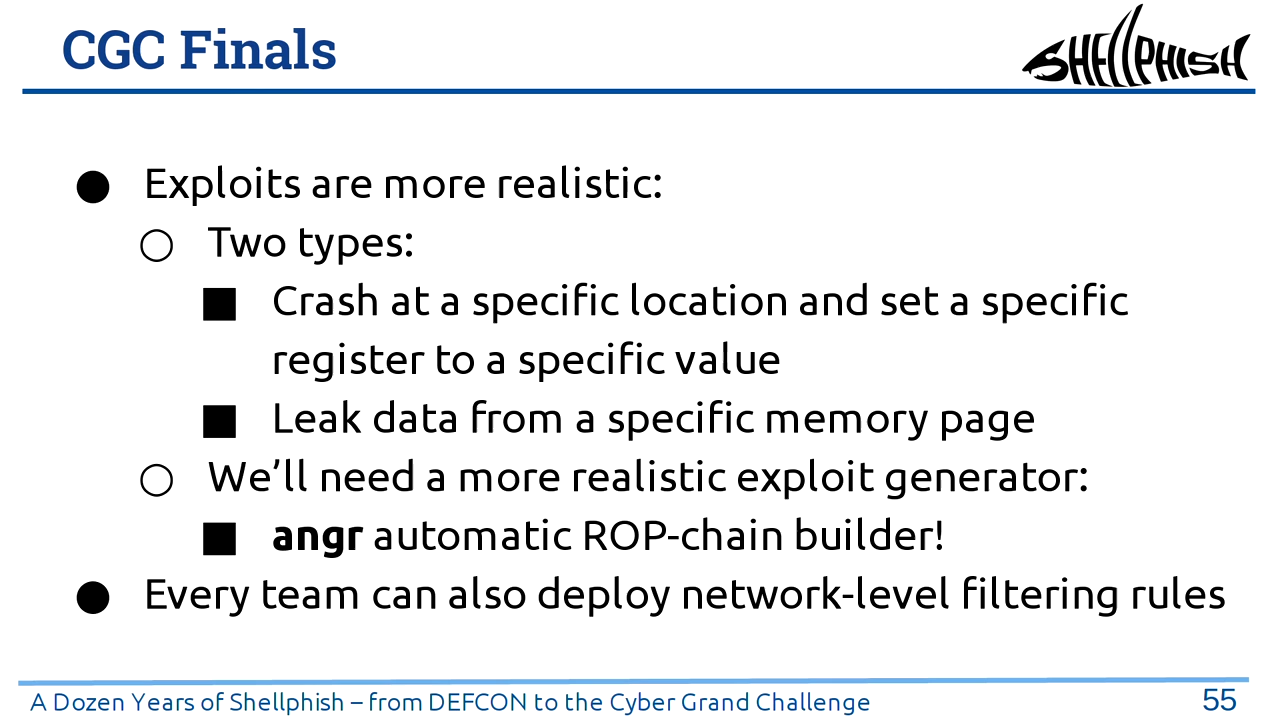 CGC Finals
SHELLPHISH
● Exploits are more realistic:
○ Two types:
■ Crash at a specific location and set a specific
register to a specific value
■ Leak data from a specific memory page
○ We’ll need a more realistic exploit generator:
■ angr automatic ROP-chain builder!
● Every team can also deploy network-level filtering rules
A Dozen Years of Shellphish – from DEFCON to the Cyber Grand Challenge
55